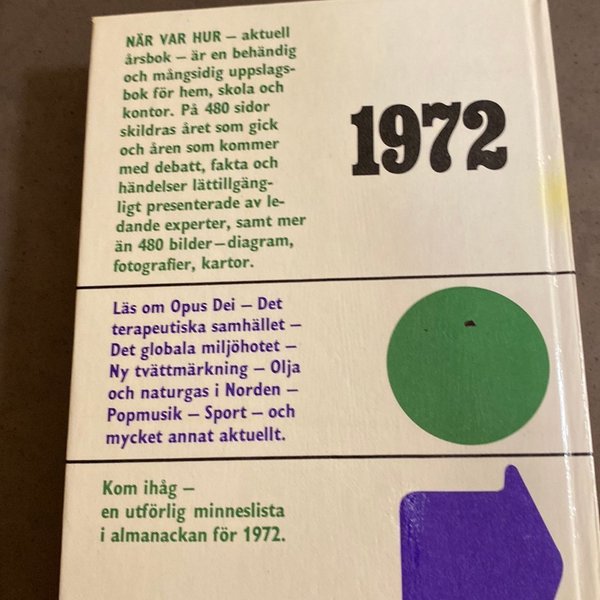 NÄR VAR HUR – aktuell
årsbok – är en behändig
och mångsidig uppslags-
bok för hem, skola och
kontor. På 480 sidor
skildras året som gick
och åren som kommer
med debatt, fakta och
händelser lättillgäng-
ligt presenterade av le-
dande experter, samt mer
än 480 bilder – diagram,
fotografier, kartor.
1972
Läs om Opus Dei – Det
terapeutiska samhället –
Det globala miljöhotet –
Ny tvättmärkning – Olja
och naturgas i Norden –
Popmusik – Sport – och
mycket annat aktuellt.
Kom ihåg –
en utförlig minneslista
i almanackan för 1972.